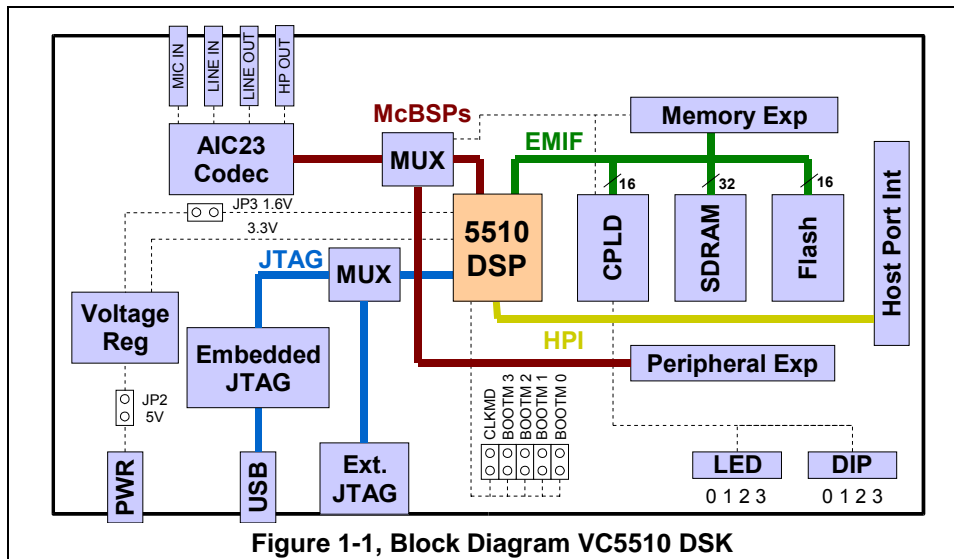 MIC IN
LINE IN
LINE OUT
HP OUT
McBSPs
Memory Exp
AIC23
Codec
MUX
EMIF
16
32
16
JP3 1.6V
3.3V
5510
DSP
CPLD
SDRAM
Flash
Host Port Int
JTAG
MUX
Voltage
Reg
Embedded
JTAG
HPI
Peripheral Exp
JP2
5V
CLKMD
BOOTM 3
BOOTM 2
BOOTM 1
BOOTM 0
PWR
USB
Ext.
JTAG
LED
DIP
0 1 2 3
0 1 2 3
Figure 1-1, Block Diagram VC5510 DSK